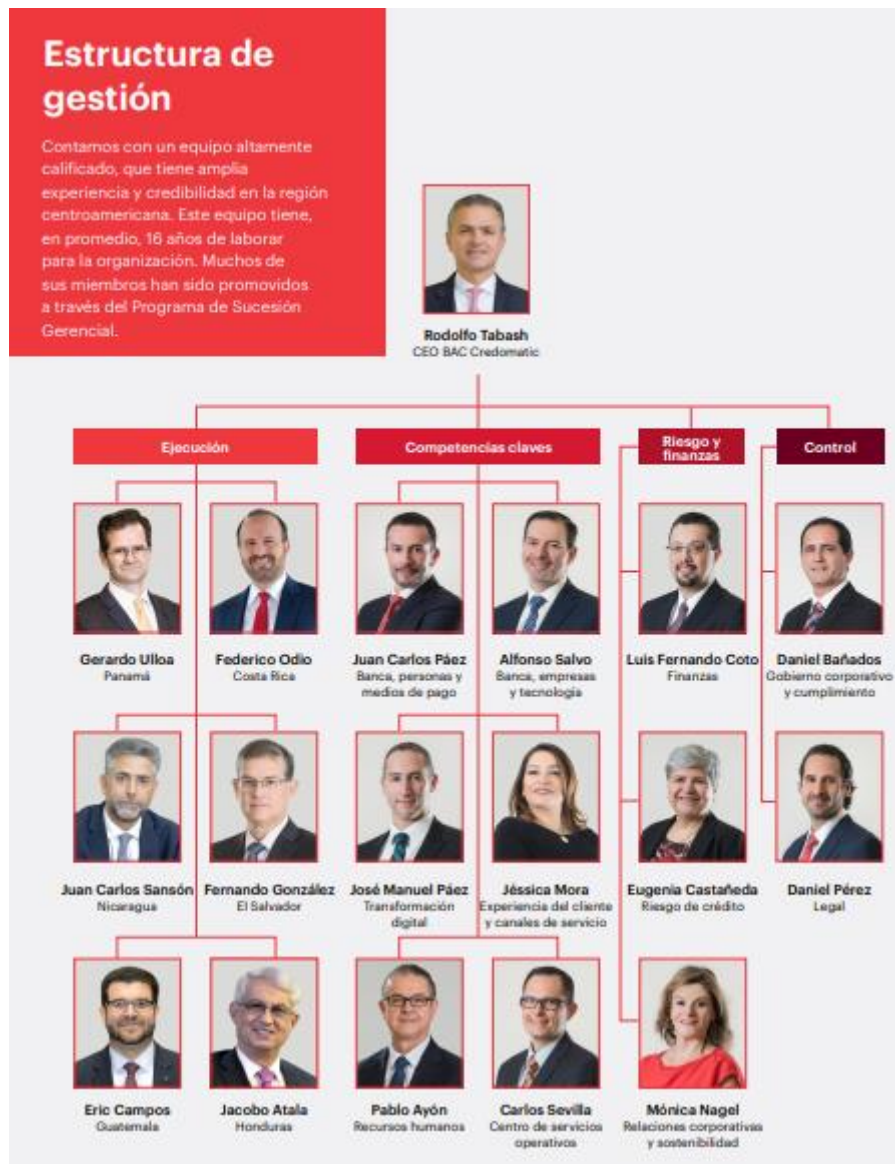 Estructura de
gestión
Contamos con un equipo altamente
calificado, que tiene amplia
experiencia y credibilidad en la región
centroamericana. Este equipo tiene,
en promedio, 16 años de laborar
para la organización. Muchos de
sus miembros han sido promovidos
a través del Programa de Sucesión
Gerencial.
Rodolfo Tabash
CEO BAC Credomatic
Ejecución
Competencias claves
Riesgo y
finanzas
Control
Gerardo Ulloa
Panamá
Federico Odio
Costa Rica
Juan Carlos Páez
Banca, personas y
medios de pago
Alfonso Salvo
Banca, empresas
y tecnología
Luis Fernando Coto
Finanzas
Daniel Bañados
Gobierno corporativo
y cumplimiento
Juan Carlos Sansón
Nicaragua
Fernando González
El Salvador
José Manuel Páez
Transformación
digital
Jéssica Mora
Experiencia del cliente
y canales de servicio
Eugenia Castañeda
Riesgo de crédito
Daniel Pérez
Legal
Eric Campos
Guatemala
Jacobo Atala
Honduras
Pablo Ayón
Recursos humanos
Carlos Sevilla
Centro de servicios
operativos
Mónica Nagel
Relaciones corporativas
y sostenibilidad